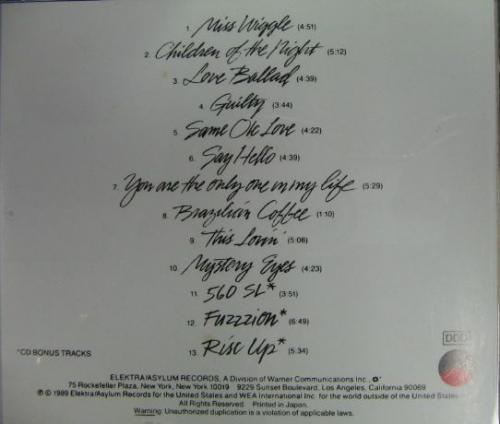 1. Miss Wiggle (4:51)
2. Children of the Night (5:12)
3. Love Ballad (4:39)
4. Guilty (3:44)
5. Same Ole Love (4:22)
6. Say Hello (4:39)
7. You are the only one in my life (5:29)
8. Brazilian Coffee (1:10)
9. This Lovin' (5:08)
10. Mystery Eyes (4:23)
11. 560 SL* (3:51)
12. Fuzzzion* (6:49)
13. Rise Up* (5:34)
DDD
*CD BONUS TRACKS
ELEKTRA/ASYLUM RECORDS, A Division of Warner Communications Inc.,
75 Rockefeller Plaza, New York, New York 10019 9229 Sunset Boulevard, Los Angeles, California 90069
℗ © 1989 Elektra/Asylum Records for the United States and WEA International Inc. for the world outside of the United States
All Rights Reserved. Printed in Japan.
Warning: Unauthorized duplication is a violation of applicable laws.